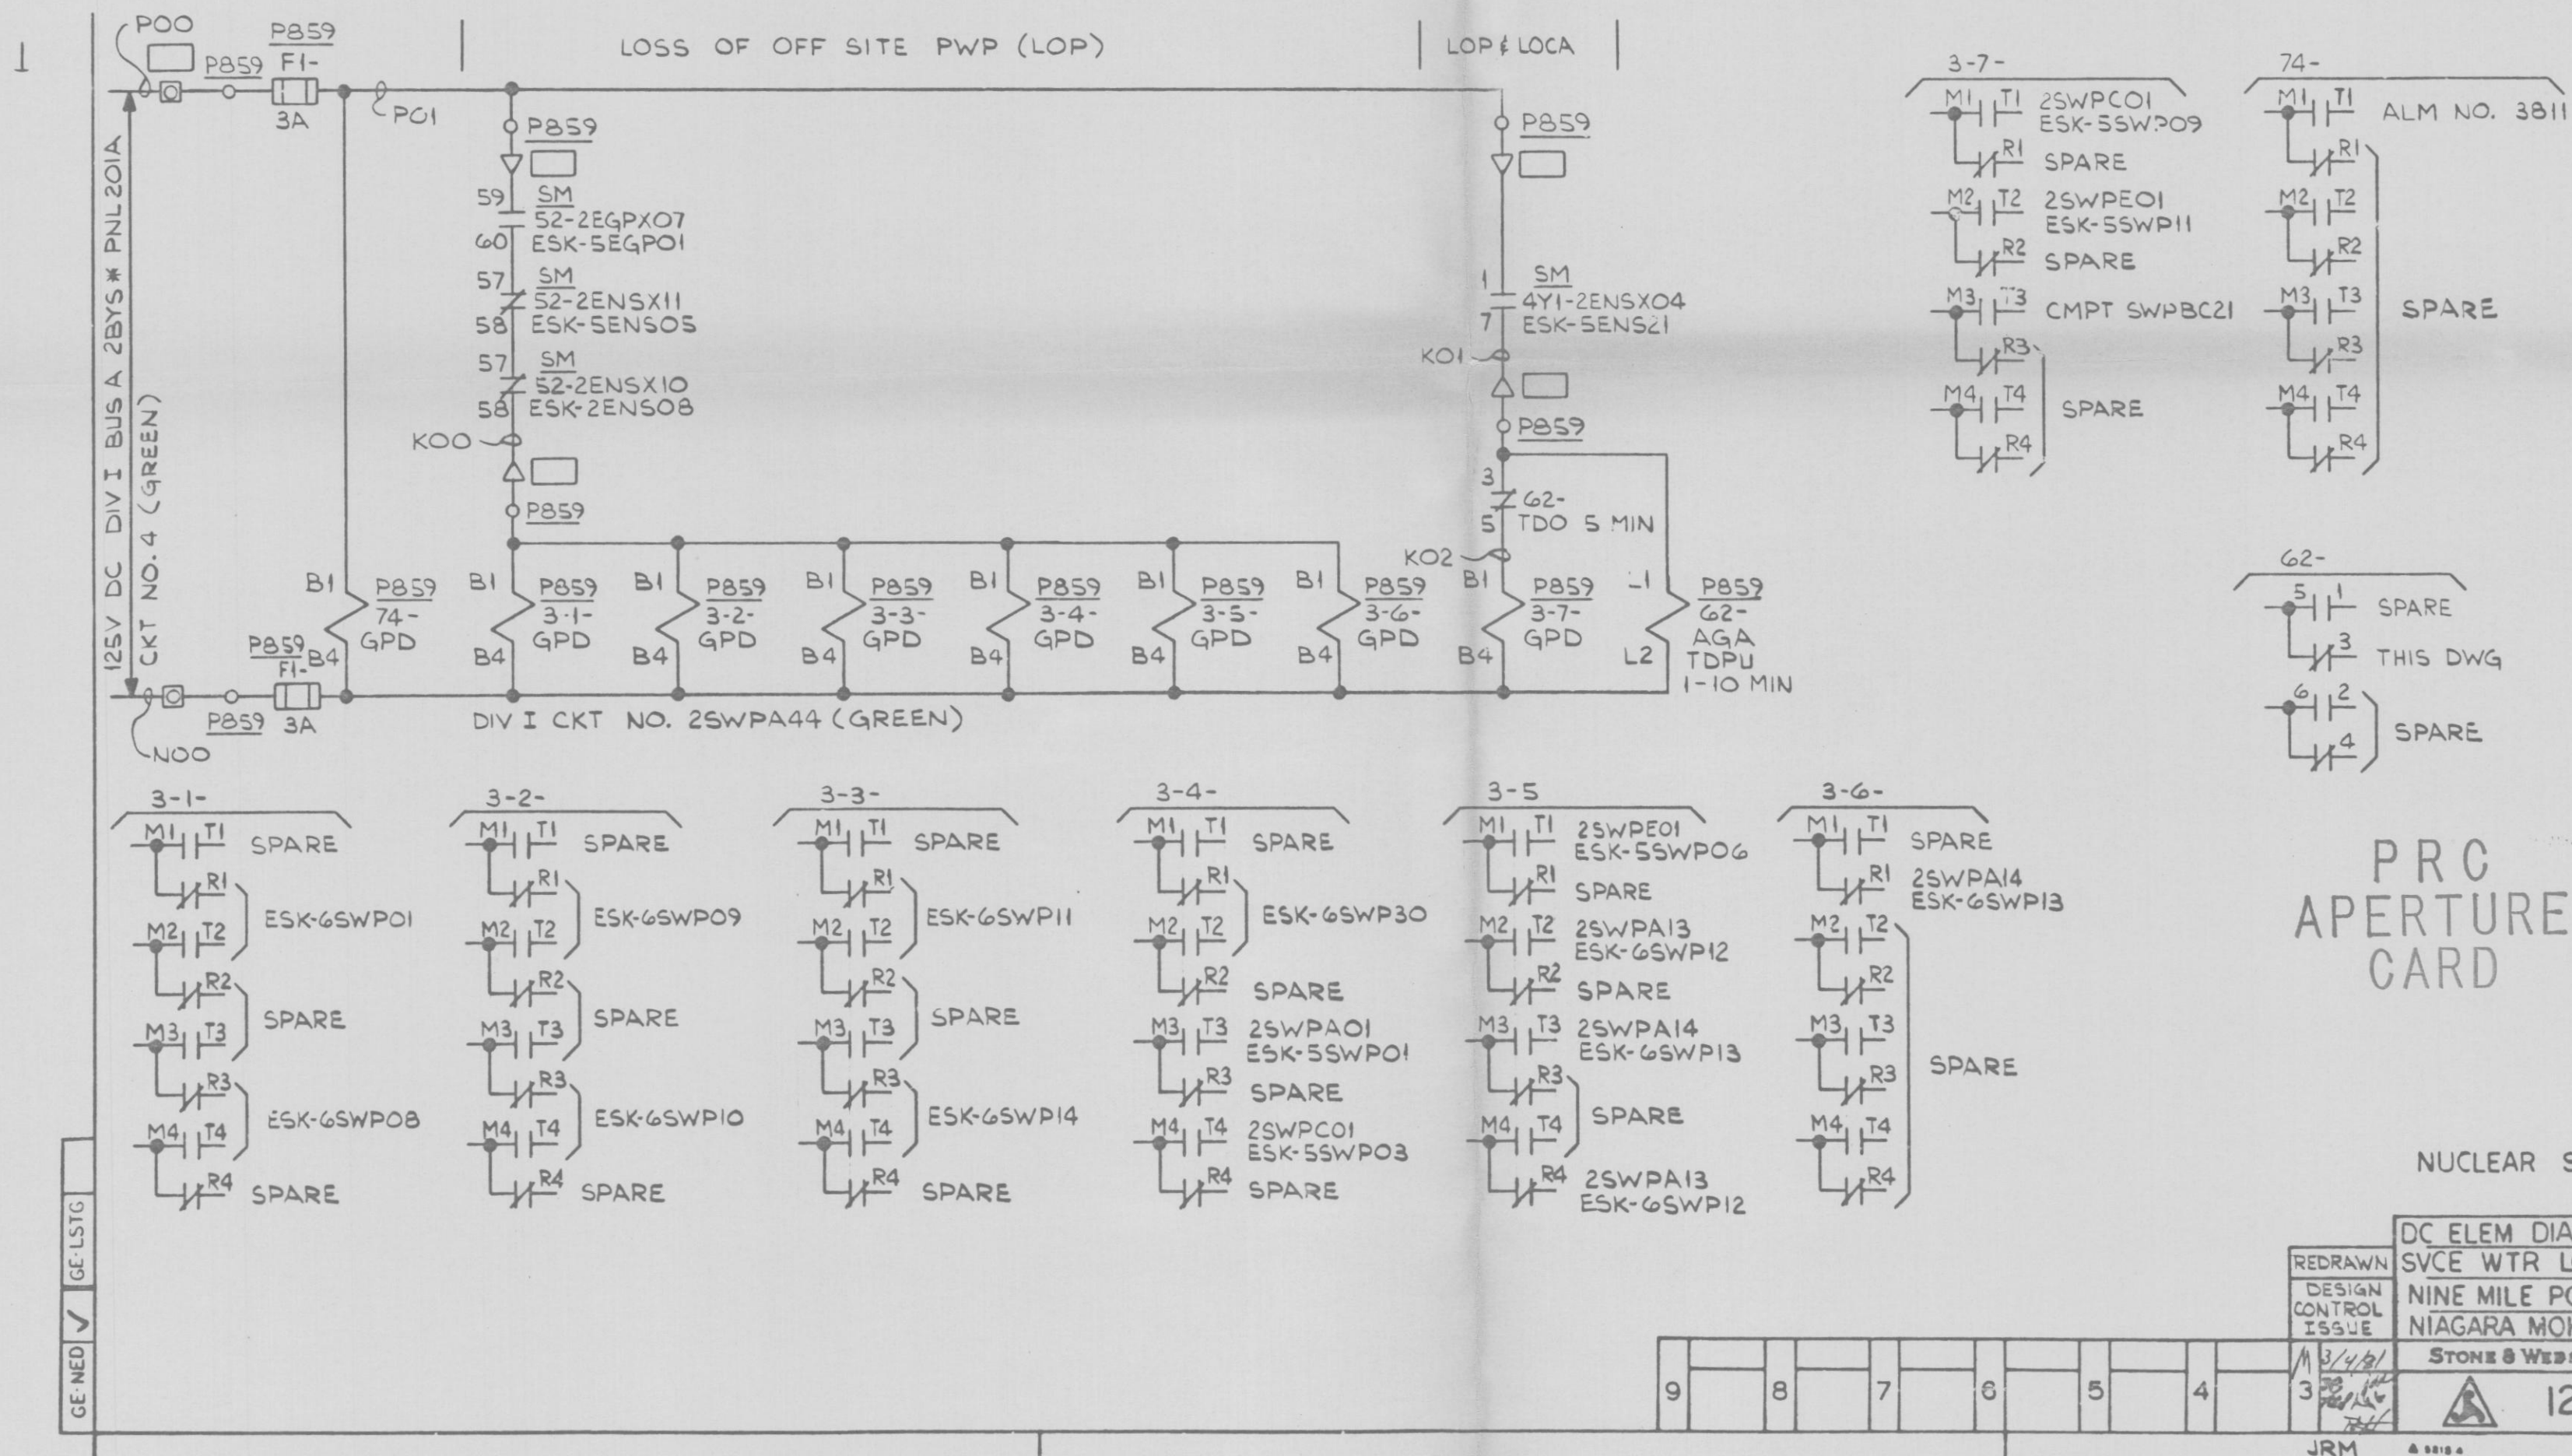 1
P00
P859
P859
F1-
3A
P01
LOSS OF OFF SITE PWP (LOP)
LOP & LOCA
125V DC DIV I BUS A 2BYS* PNL201A
CKT NO. 4 (GREEN)
P859
59
SM
52-2EGPX07
60
ESK-5EGP01
57
SM
52-2ENSX11
58
ESK-5ENS05
57
SM
52-2ENSX10
58
ESK-2ENS08
K00
P859
P859
1
SM
4Y1-2ENSX04
7
ESK-5ENS21
K01
P859
3
62-
5
TDO 5 MIN
K02
B1
P859
74-
GPD
B4
B1
P859
3-1-
GPD
B4
B1
P859
3-2-
GPD
B4
B1
P859
3-3-
GPD
B4
B1
P859
3-4-
GPD
B4
B1
P859
3-5-
GPD
B4
B1
P859
3-6-
GPD
B4
B1
P859
3-7-
GPD
B4
L1
P859
62-
AGA
L2
TDPU
1-10 MIN
P859
F1-
P859
3A
N00
DIV I CKT NO. 2SWPA44 (GREEN)
3-7-
M1 T1 2SWPC01
ESK-5SWP09
R1 SPARE
M2 T2 2SWPE01
ESK-5SWP11
R2 SPARE
M3 T3 CMPT SWPBC21
R3
M4 T4 SPARE
R4
74-
M1 T1 ALM NO. 3811
R1
M2 T2
R2
M3 T3 SPARE
R3
M4 T4
R4
62-
5 1 SPARE
3 THIS DWG
6 2
SPARE
4
3-1-
M1 T1 SPARE
R1
ESK-6SWP01
M2 T2
R2
SPARE
M3 T3
R3
ESK-6SWP08
M4 T4
R4 SPARE
3-2-
M1 T1 SPARE
R1
ESK-6SWP09
M2 T2
R2
SPARE
M3 T3
R3
ESK-6SWP10
M4 T4
R4 SPARE
3-3-
M1 T1 SPARE
R1
ESK-6SWP11
M2 T2
R2
SPARE
M3 T3
R3
ESK-6SWP14
M4 T4
R4 SPARE
3-4-
M1 T1 SPARE
R1
ESK-6SWP30
M2 T2
R2 SPARE
M3 T3 2SWPA01
ESK-5SWP01
R3 SPARE
M4 T4 2SWPC01
ESK-5SWP03
R4 SPARE
3-5
M1 T1 2SWPE01
ESK-5SWP06
R1 SPARE
M2 T2 2SWPA13
ESK-6SWP12
R2 SPARE
M3 T3 2SWPA14
ESK-6SWP13
R3
SPARE
M4 T4
R4 2SWPA13
ESK-6SWP12
3-6-
M1 T1 SPARE
R1 2SWPA14
ESK-6SWP13
M2 T2
R2
M3 T3
SPARE
R3
M4 T4
R4
PRC
APERTURE
CARD
NUCLEAR S
GE-LSTG
GE-NED ✓
REDRAWN
DESIGN
CONTROL
ISSUE
DC ELEM DIA
SVCE WTR L
NINE MILE PO
NIAGARA MOH
STONE & WEB
12
9 8 7 6 5 4 3
M 3/4/81
JRM